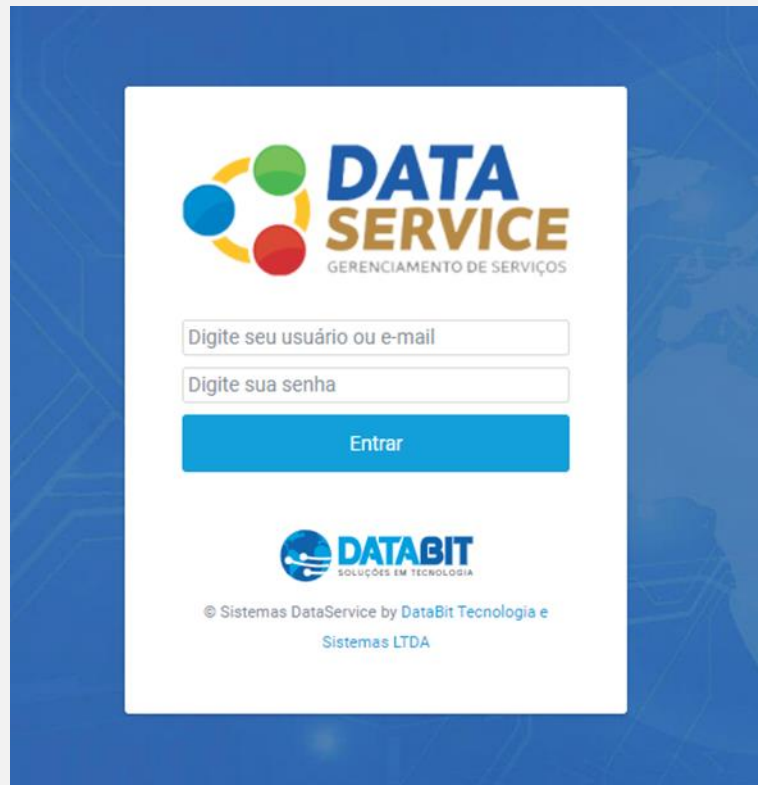 DATA
SERVICE
GERENCIAMENTO DE SERVIÇOS
Digite seu usuário ou e-mail
Digite sua senha
Entrar
DATABIT
SOLUÇÕES EM TECNOLOGIA
© Sistemas DataService by DataBit Tecnologia e
Sistemas LTDA